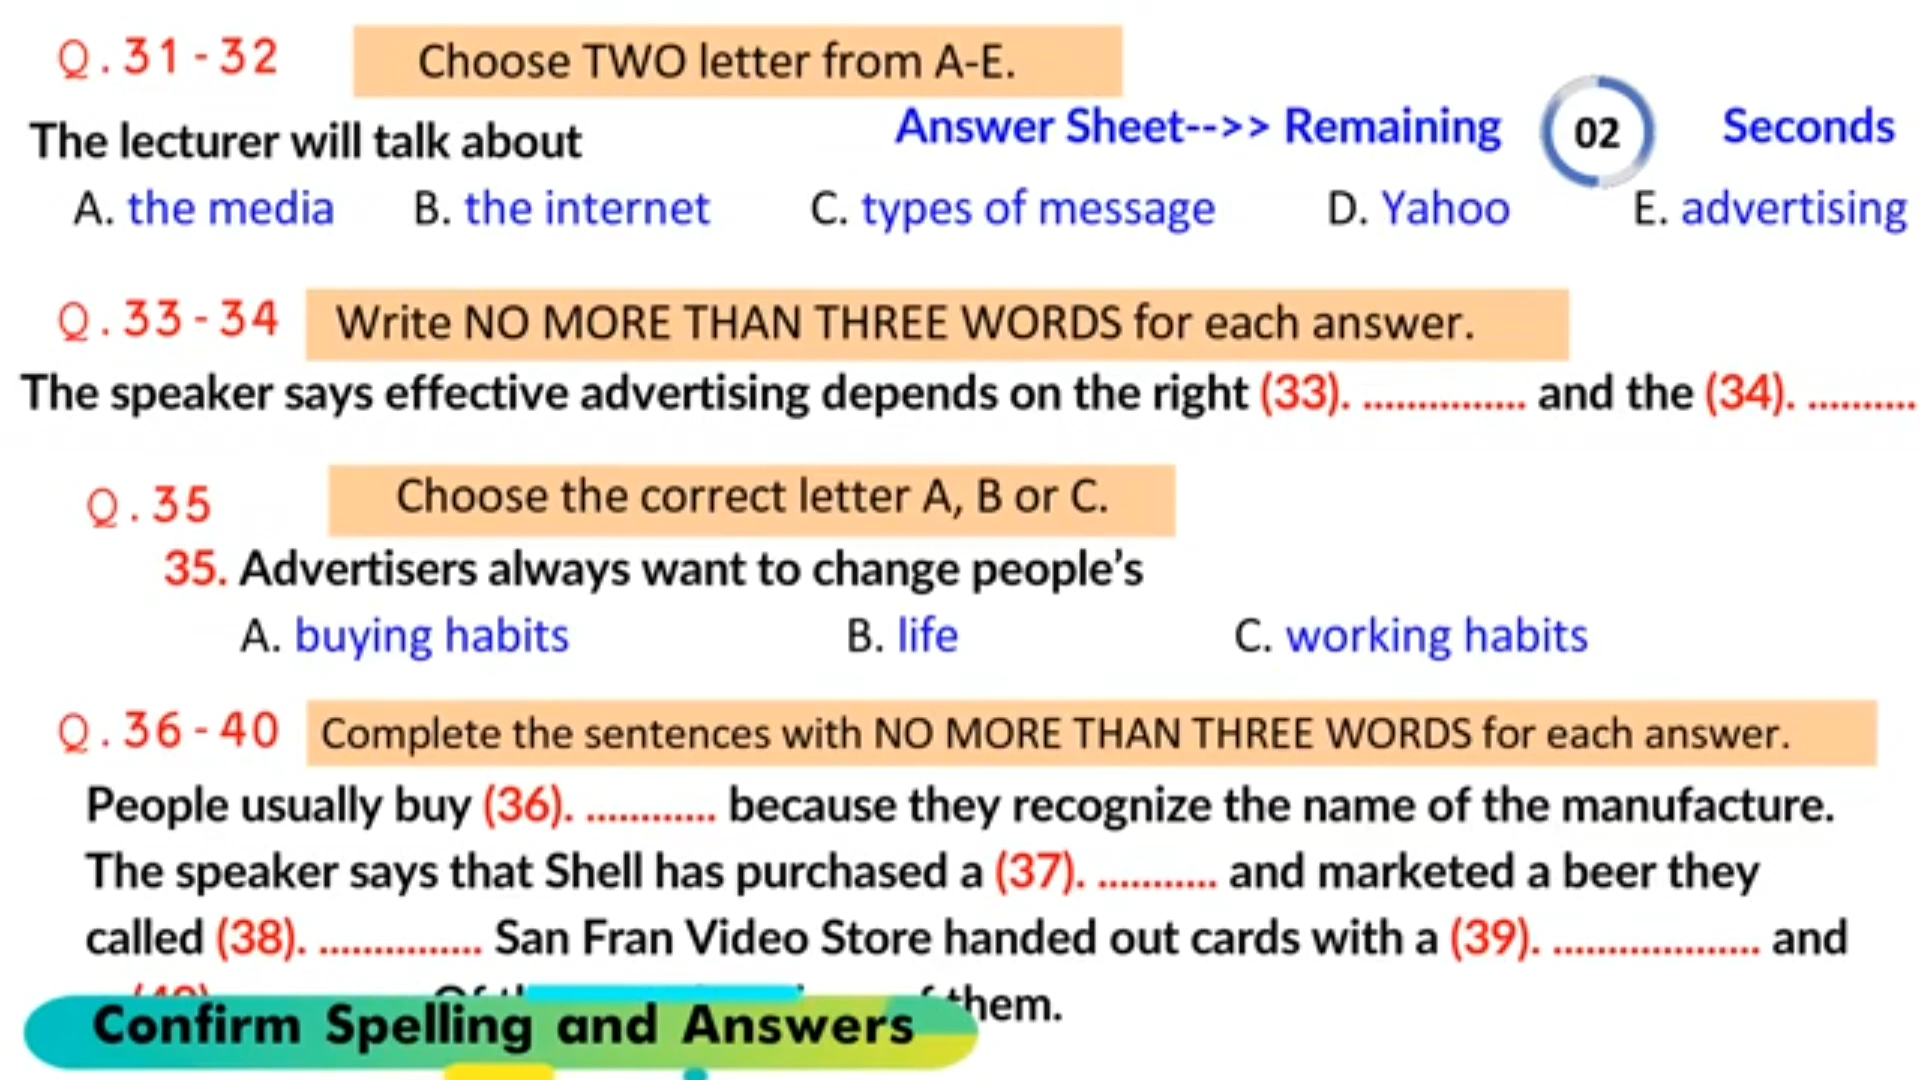 Q.31-32 Choose TWO letter from A-E.
The lecturer will talk about Answer Sheet-->> Remaining 02 Seconds
A. the media B. the internet C. types of message D. Yahoo E. advertising
Q.33-34 Write NO MORE THAN THREE WORDS for each answer.
The speaker says effective advertising depends on the right (33). ............... and the (34). ..........
Q.35 Choose the correct letter A, B or C.
35. Advertisers always want to change people’s
A. buying habits B. life C. working habits
Q.36-40 Complete the sentences with NO MORE THAN THREE WORDS for each answer.
People usually buy (36). ............ because they recognize the name of the manufacture.
The speaker says that Shell has purchased a (37). ........... and marketed a beer they
called (38). ............... San Fran Video Store handed out cards with a (39). ................... and
them.
Confirm Spelling and Answers